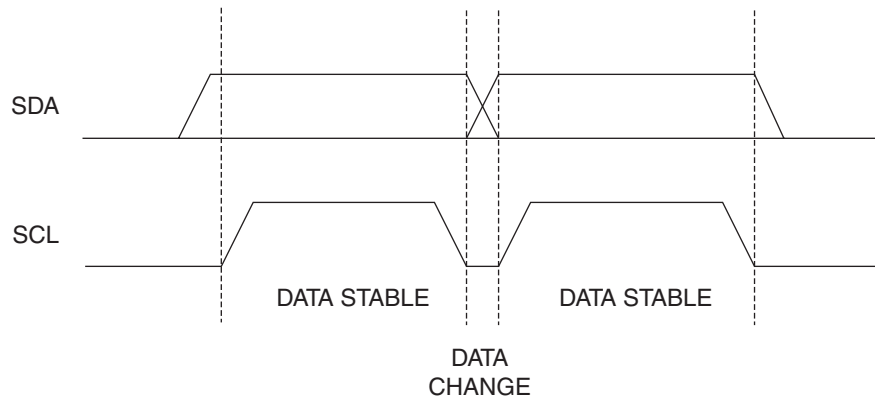 SDA
SCL
DATA STABLE
DATA STABLE
DATA
CHANGE